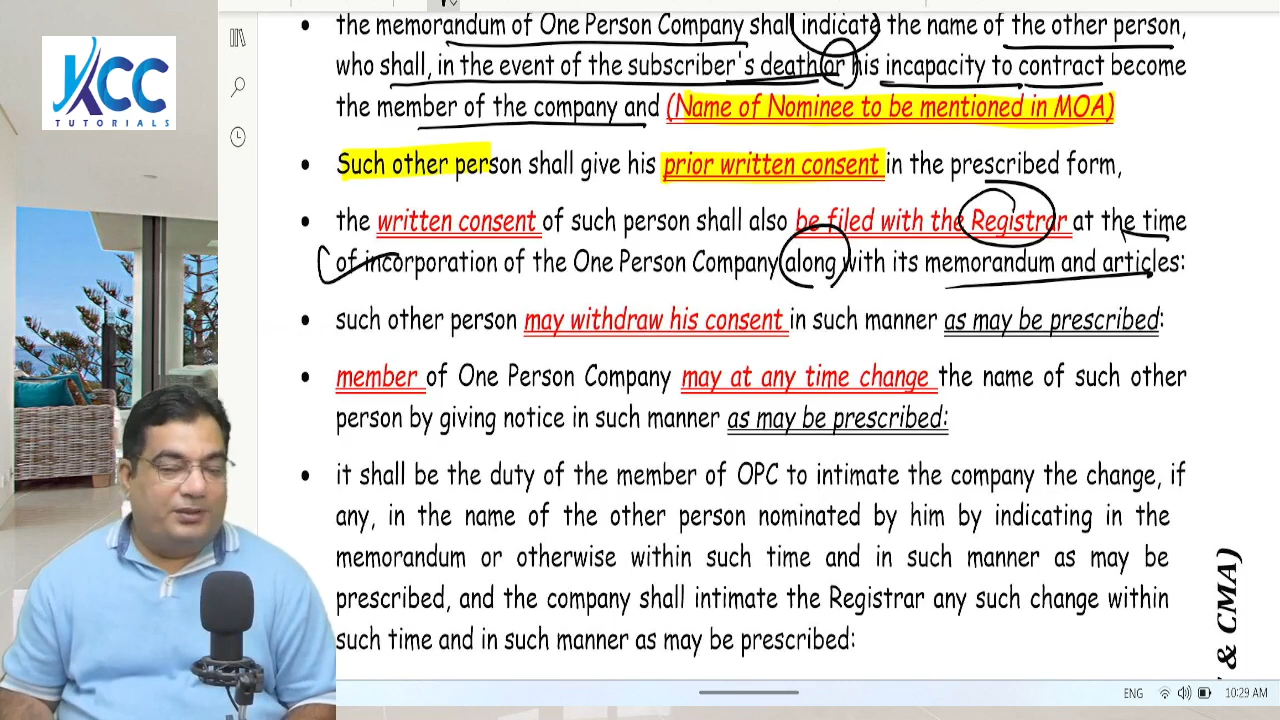 KCC
TUTORIALS
the memorandum of One Person Company shall indicate the name of the other person,
who shall, in the event of the subscriber's death or his incapacity to contract become
the member of the company and (Name of Nominee to be mentioned in MOA)
• Such other person shall give his prior written consent in the prescribed form,
• the written consent of such person shall also be filed with the Registrar at the time
of incorporation of the One Person Company along with its memorandum and articles:
• such other person may withdraw his consent in such manner as may be prescribed:
• member of One Person Company may at any time change the name of such other
person by giving notice in such manner as may be prescribed:
• it shall be the duty of the member of OPC to intimate the company the change, if
any, in the name of the other person nominated by him by indicating in the
memorandum or otherwise within such time and in such manner as may be
prescribed, and the company shall intimate the Registrar any such change within
such time and in such manner as may be prescribed:
& CMA)
ENG
10:29 AM